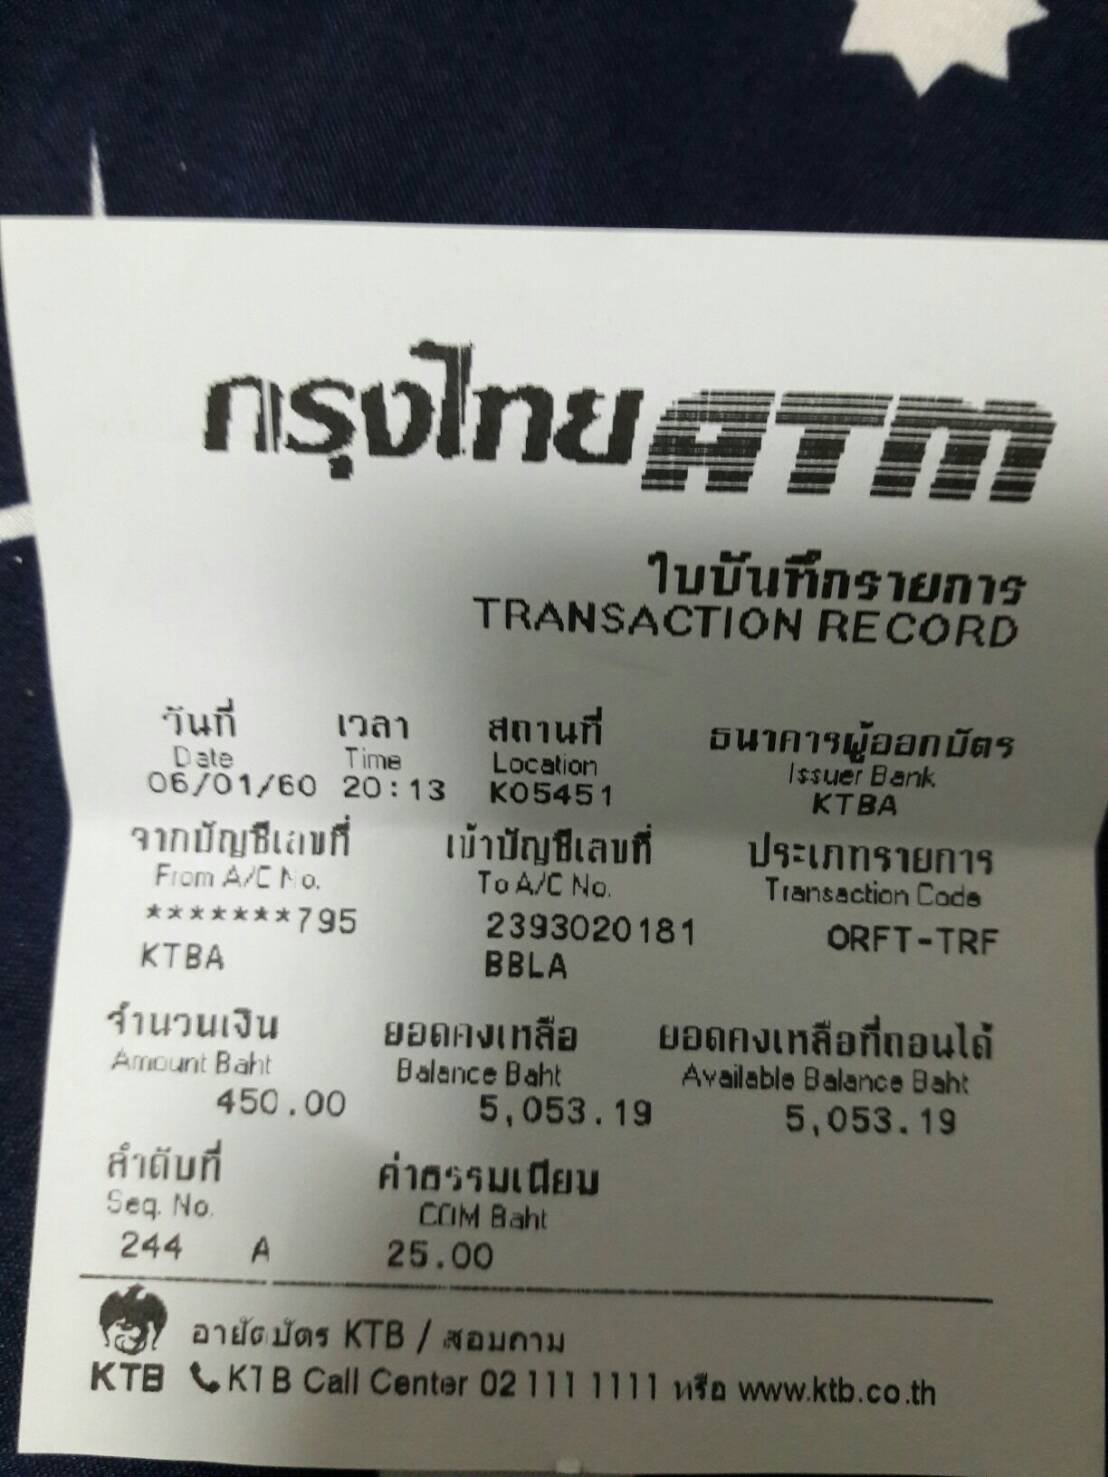 กรุงไทย ATM
ใบบันทึกรายการ
TRANSACTION RECORD
วันที่ เวลา สถานที่ ธนาคารผู้ออกบัตร
Date Time Location Issuer Bank
06/01/60 20:13 K05451 KTBA
จากบัญชีเลขที่ เข้าบัญชีเลขที่ ประเภทรายการ
From A/C No. To A/C No. Transaction Code
*******795 2393020181 ORFT-TRF
KTBA BBLA
จำนวนเงิน ยอดคงเหลือ ยอดคงเหลือที่ถอนได้
Amount Baht Balance Baht Available Balance Baht
450.00 5,053.19 5,053.19
ลำดับที่ ค่าธรรมเนียม
Seq. No. COM Baht
244 A 25.00
อายัดบัตร KTB / สอบถาม
KTB KTB Call Center 02 111 1111 หรือ www.ktb.co.th